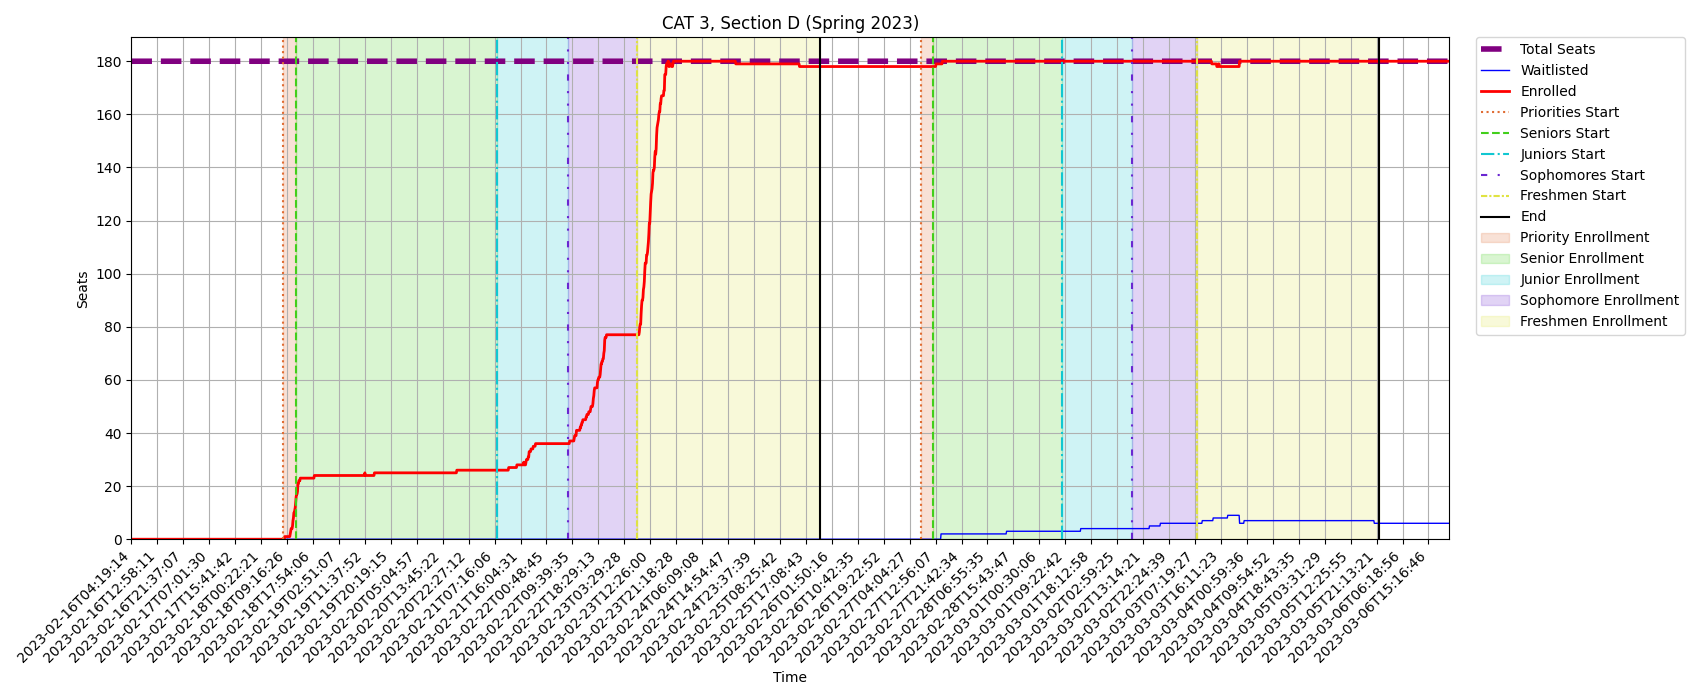 CAT 3, Section D (Spring 2023)
Seats
180
160
140
120
100
80
60
40
20
0
2023-02-16T04:19:14
2023-02-16T12:58:11
2023-02-16T21:37:07
2023-02-17T07:01:30
2023-02-17T15:41:42
2023-02-18T00:22:21
2023-02-18T09:16:26
2023-02-18T17:54:06
2023-02-19T02:51:07
2023-02-19T11:37:52
2023-02-19T20:19:15
2023-02-20T05:04:57
2023-02-20T13:45:22
2023-02-20T22:27:12
2023-02-21T07:16:06
2023-02-21T16:04:31
2023-02-22T00:48:45
2023-02-22T09:39:35
2023-02-22T18:29:13
2023-02-23T03:29:28
2023-02-23T12:26:00
2023-02-23T21:18:28
2023-02-24T06:09:08
2023-02-24T14:54:47
2023-02-24T23:37:39
2023-02-25T08:25:42
2023-02-25T17:08:43
2023-02-26T01:50:16
2023-02-26T10:42:35
2023-02-26T19:22:52
2023-02-27T04:04:27
2023-02-27T12:56:07
2023-02-27T21:42:34
2023-02-28T06:55:35
2023-02-28T15:43:47
2023-03-01T00:30:06
2023-03-01T09:22:42
2023-03-01T18:12:58
2023-03-02T02:59:25
2023-03-02T13:14:21
2023-03-02T22:24:39
2023-03-03T07:19:27
2023-03-03T16:11:23
2023-03-04T00:59:36
2023-03-04T09:54:52
2023-03-04T18:43:35
2023-03-05T03:31:29
2023-03-05T12:25:55
2023-03-05T21:13:21
2023-03-06T06:18:56
2023-03-06T15:16:46
Time
Total Seats
Waitlisted
Enrolled
Priorities Start
Seniors Start
Juniors Start
Sophomores Start
Freshmen Start
End
Priority Enrollment
Senior Enrollment
Junior Enrollment
Sophomore Enrollment
Freshmen Enrollment